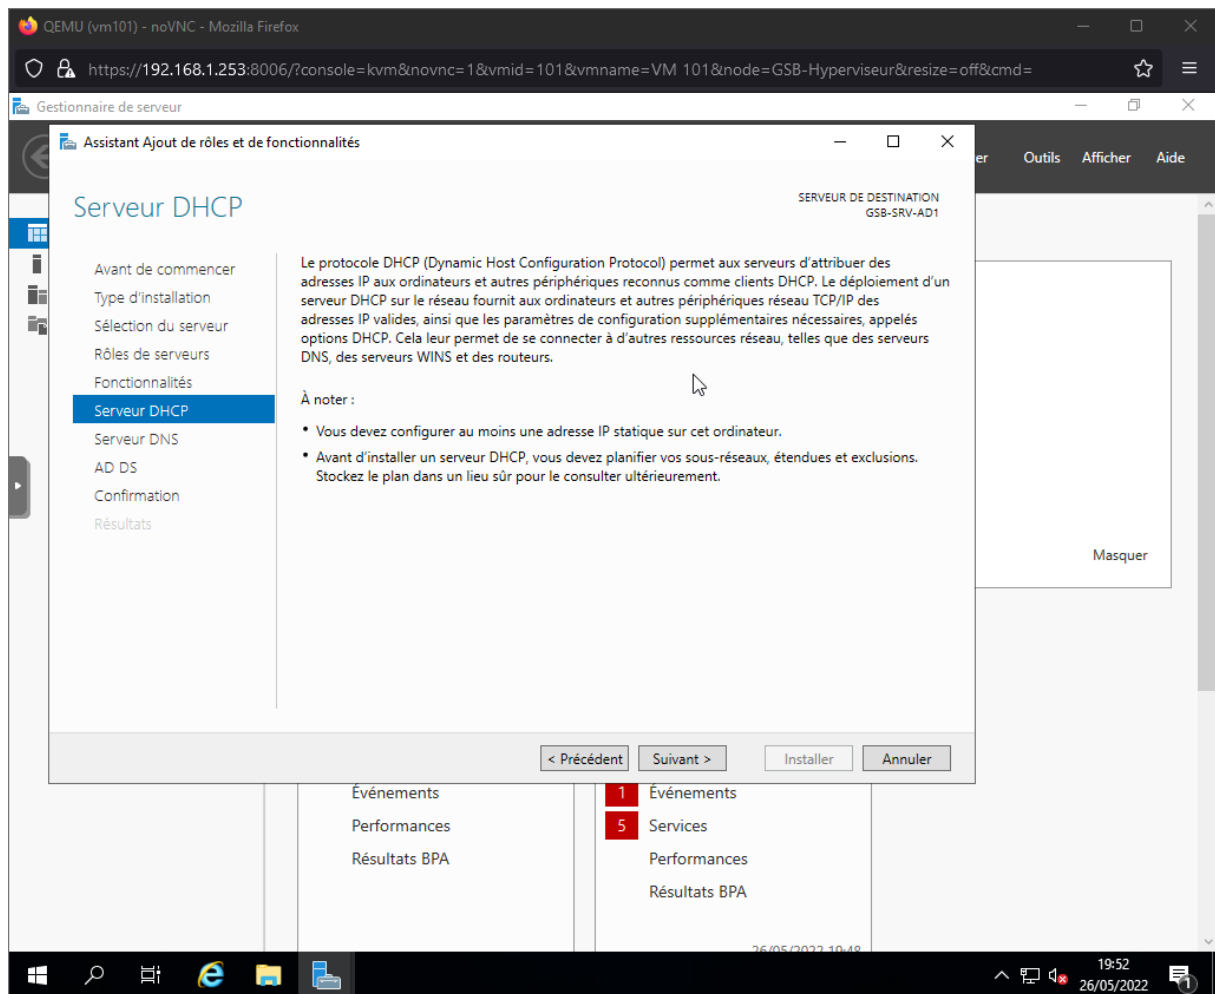 QEMU (vm101) - noVNC - Mozilla Firefox
https://192.168.1.253:8006/?console=kvm&novnc=1&vmid=101&vmname=VM 101&node=GSB-Hyperviseur&resize=off&cmd=
Gestionnaire de serveur
Assistant Ajout de rôles et de fonctionnalités
er Outils Afficher Aide
Serveur DHCP
SERVEUR DE DESTINATION
GSB-SRV-AD1
Avant de commencer
Type d'installation
Sélection du serveur
Rôles de serveurs
Fonctionnalités
Serveur DHCP
Serveur DNS
AD DS
Confirmation
Résultats
Le protocole DHCP (Dynamic Host Configuration Protocol) permet aux serveurs d'attribuer des
adresses IP aux ordinateurs et autres périphériques reconnus comme clients DHCP. Le déploiement d'un
serveur DHCP sur le réseau fournit aux ordinateurs et autres périphériques réseau TCP/IP des
adresses IP valides, ainsi que les paramètres de configuration supplémentaires nécessaires, appelés
options DHCP. Cela leur permet de se connecter à d'autres ressources réseau, telles que des serveurs
DNS, des serveurs WINS et des routeurs.
À noter :
• Vous devez configurer au moins une adresse IP statique sur cet ordinateur.
• Avant d'installer un serveur DHCP, vous devez planifier vos sous-réseaux, étendues et exclusions.
Stockez le plan dans un lieu sûr pour le consulter ultérieurement.
Masquer
< Précédent Suivant > Installer Annuler
Événements
Performances
Résultats BPA
1 Événements
5 Services
Performances
Résultats BPA
26/05/2022 19:48
19:52
26/05/2022
1